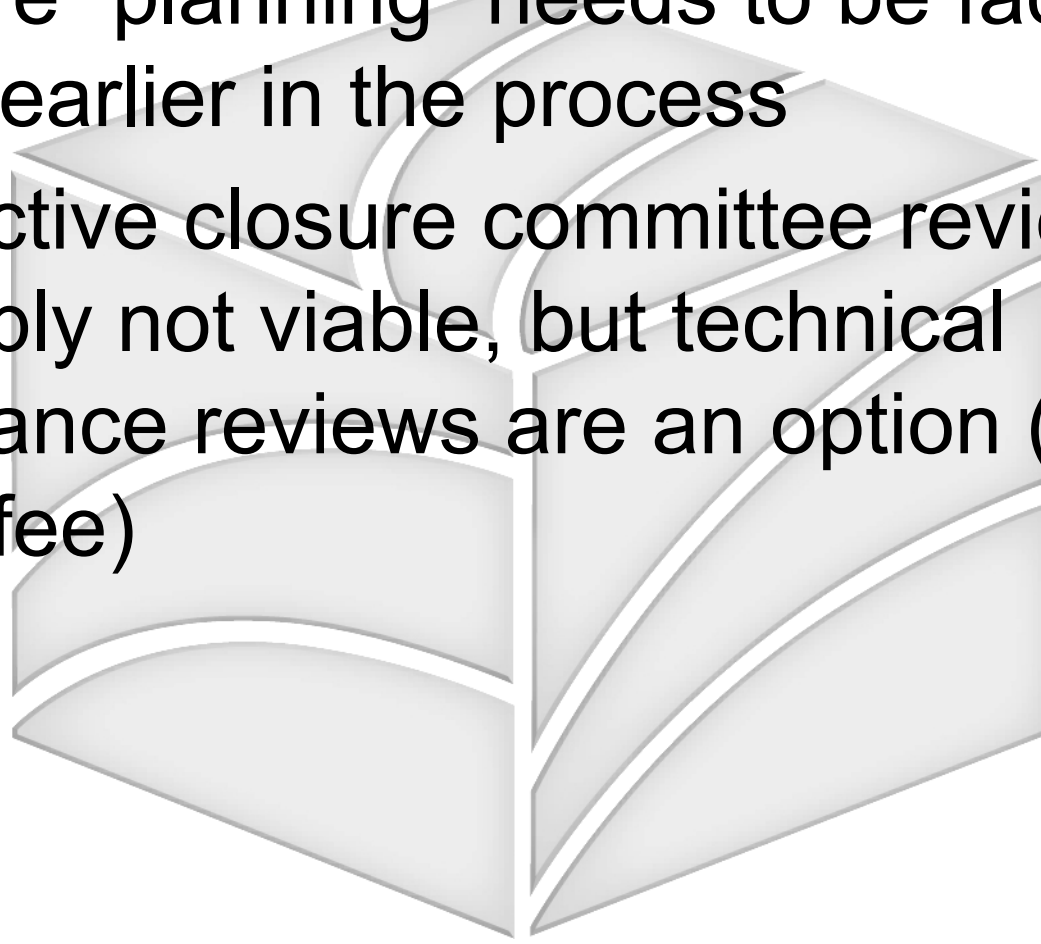 e "planning" needs to be fac
earlier in the process
ctive closure committee revi
bly not viable, but technical
ance reviews are an option (
fee)